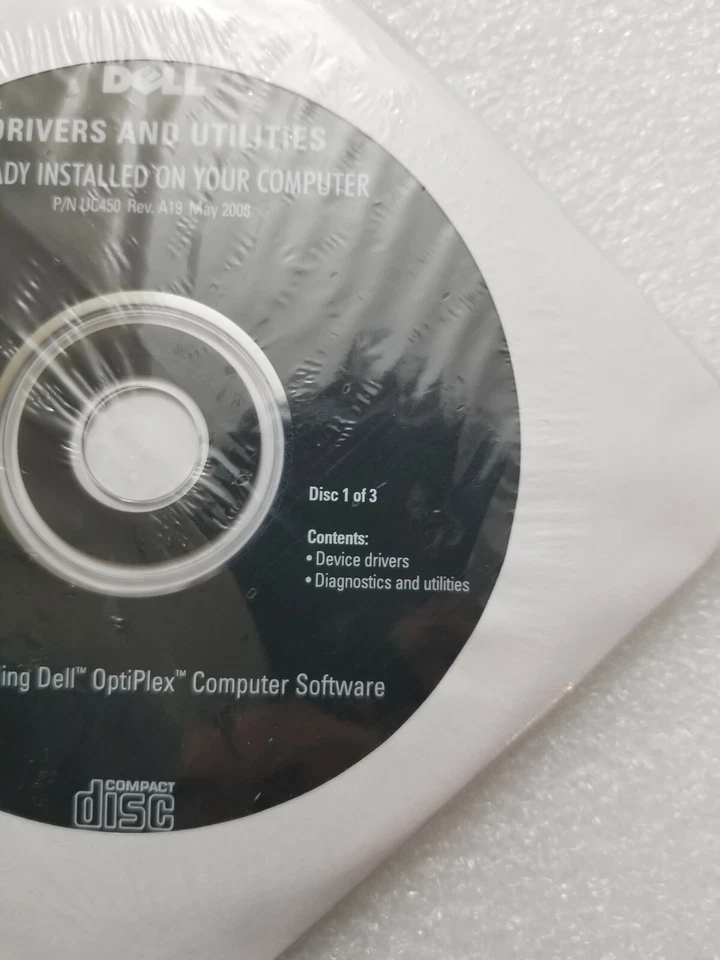 DELL
DRIVERS AND UTILITIES
ADY INSTALLED ON YOUR COMPUTER
P/N UC450 Rev. A19 May 2008
Disc 1 of 3
Contents:
• Device drivers
• Diagnostics and utilities
ing Dell™ OptiPlex™ Computer Software
COMPACT
disc